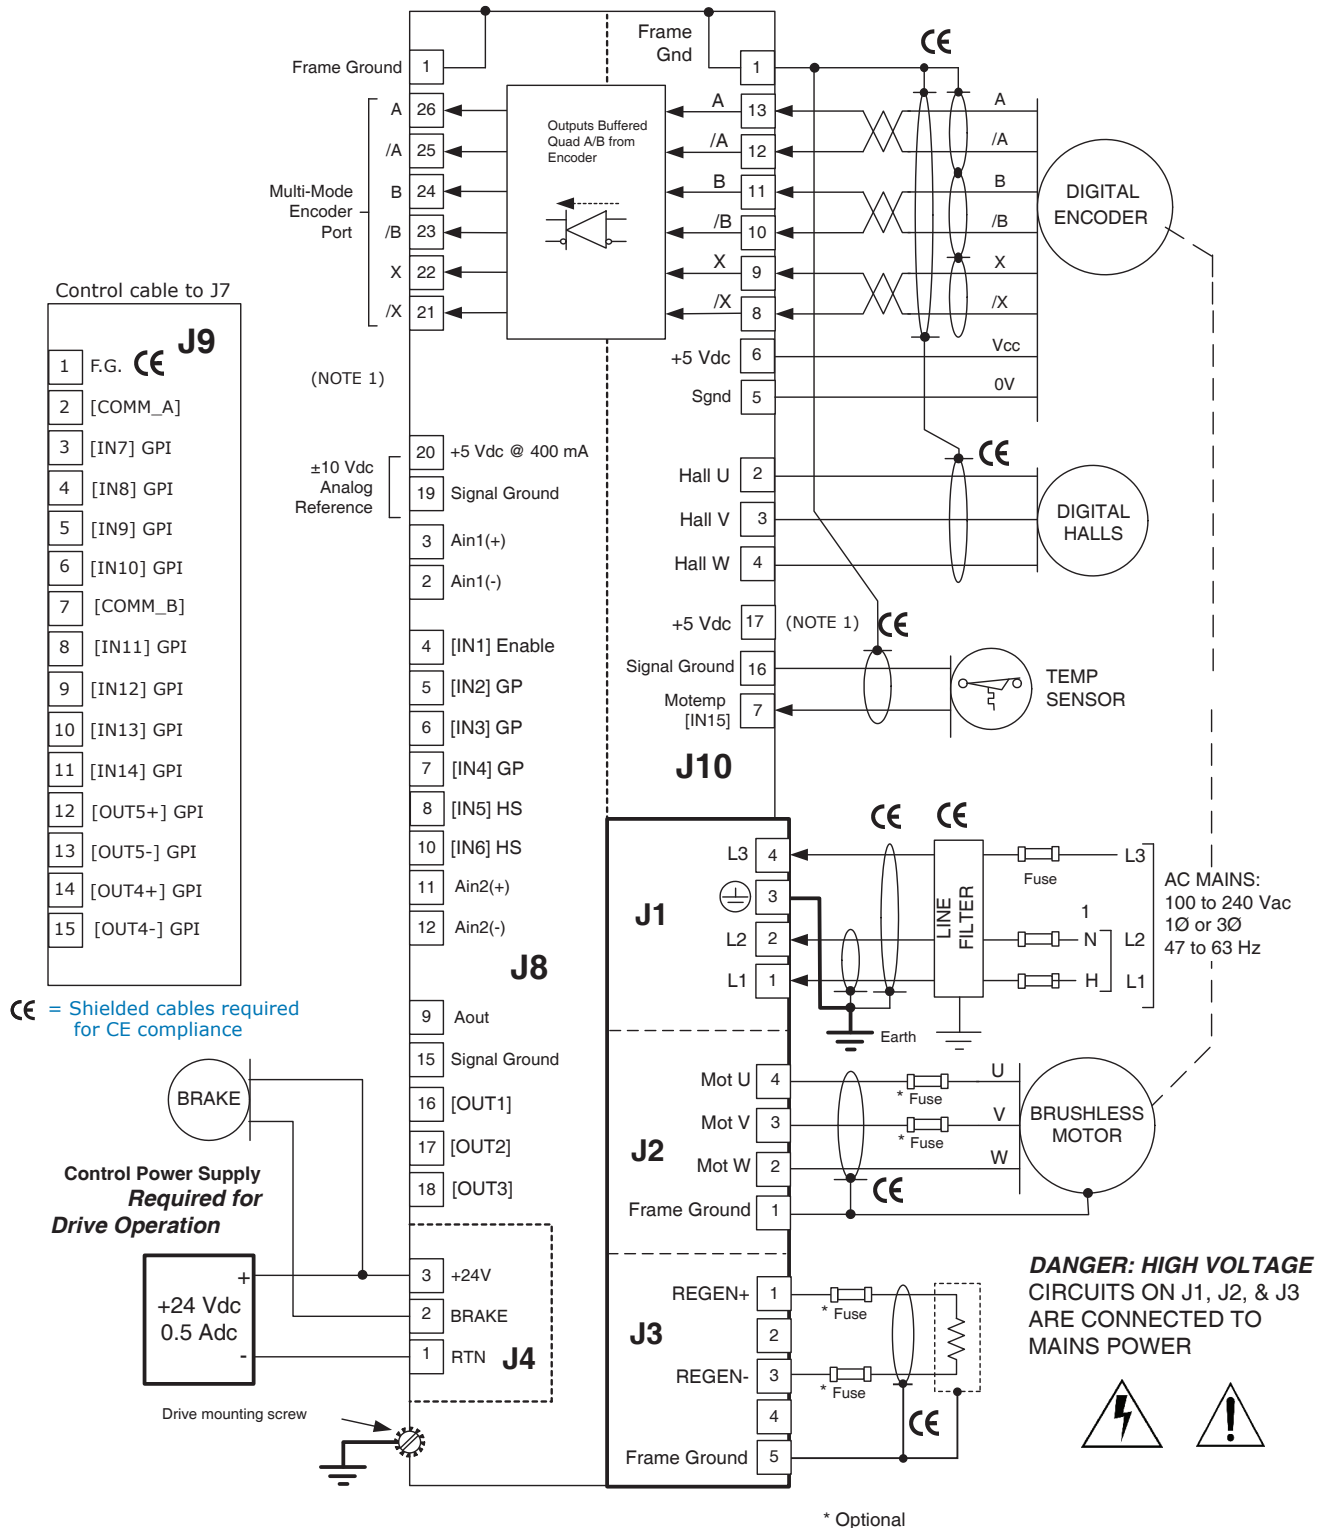 Control cable to J7
J9
1 F.G. CE
2 [COMM_A]
3 [IN7] GPI
4 [IN8] GPI
5 [IN9] GPI
6 [IN10] GPI
7 [COMM_B]
8 [IN11] GPI
9 [IN12] GPI
10 [IN13] GPI
11 [IN14] GPI
12 [OUT5+] GPI
13 [OUT5-] GPI
14 [OUT4+] GPI
15 [OUT4-] GPI
CE = Shielded cables required
for CE compliance
Frame Ground 1
Multi-Mode
Encoder
Port
A 26
/A 25
B 24
/B 23
X 22
/X 21
Outputs Buffered
Quad A/B from
Encoder
(NOTE 1)
±10 Vdc
Analog
Reference
20 +5 Vdc @ 400 mA
19 Signal Ground
3 Ain1(+)
2 Ain1(-)
4 [IN1] Enable
5 [IN2] GP
6 [IN3] GP
7 [IN4] GP
8 [IN5] HS
10 [IN6] HS
11 Ain2(+)
12 Ain2(-)
J8
9 Aout
15 Signal Ground
16 [OUT1]
17 [OUT2]
18 [OUT3]
BRAKE
Control Power Supply
Required for
Drive Operation
+
+24 Vdc
0.5 Adc
-
3 +24V
2 BRAKE
1 RTN
J4
Drive mounting screw
Frame
Gnd
1
CE
A 13 A
/A 12 /A
B 11 B
/B 10 /B
X 9 X
/X 8 /X
+5 Vdc 6 Vcc
Sgnd 5 0V
DIGITAL
ENCODER
CE
Hall U 2
Hall V 3
Hall W 4
DIGITAL
HALLS
+5 Vdc 17 (NOTE 1) CE
Signal Ground 16
Motemp
[IN15] 7
TEMP
SENSOR
J10
J1
CE CE
L3 4
3
L2 2
L1 1
LINE
FILTER
Fuse
L3
1
N L2
H L1
AC MAINS:
100 to 240 Vac
1Ø or 3Ø
47 to 63 Hz
Earth
J2
Mot U 4
* Fuse
U
Mot V 3
* Fuse
V
Mot W 2
W
CE
Frame Ground 1
BRUSHLESS
MOTOR
J3
REGEN+ 1
* Fuse
2
REGEN- 3
* Fuse
4
CE
Frame Ground 5
DANGER: HIGH VOLTAGE
CIRCUITS ON J1, J2, & J3
ARE CONNECTED TO
MAINS POWER
* Optional